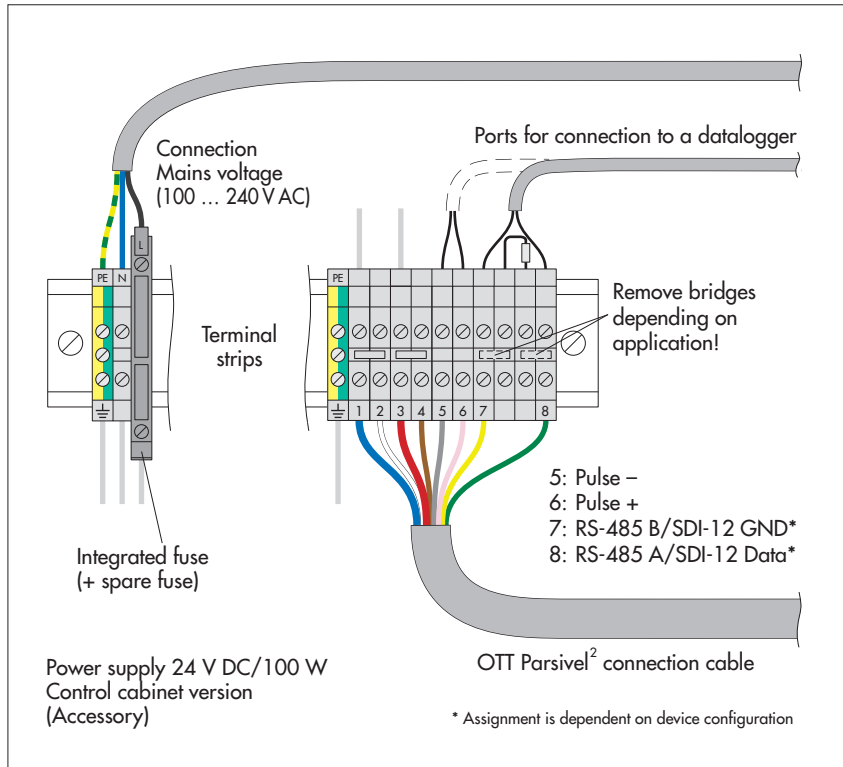 Connection
Mains voltage
(100 ... 240 V AC)
Ports for connection to a datalogger
L
PE N
PE
Terminal
strips
Remove bridges
depending on
application!
1 2 3 4 5 6 7 8
5: Pulse –
6: Pulse +
7: RS-485 B/SDI-12 GND*
8: RS-485 A/SDI-12 Data*
Integrated fuse
(+ spare fuse)
OTT Parsivel² connection cable
Power supply 24 V DC/100 W
Control cabinet version
(Accessory)
* Assignment is dependent on device configuration